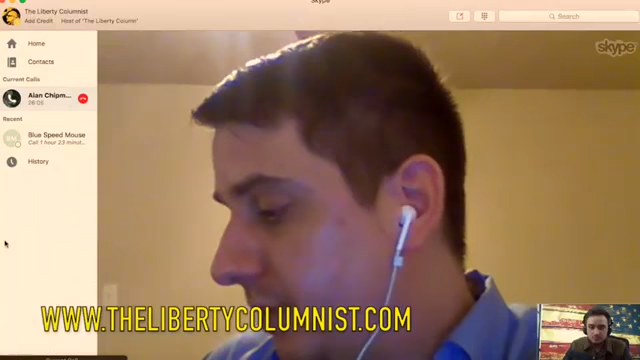 Skype
The Liberty Columnist
Add Credit
Host of 'The Liberty Column'
Search
Home
Contacts
Current Calls
Alan Chipm...
28:05
Recent
Blue Speed Mouse
Call 1 hour 23 minut...
History
skype
WWW.THELIBERTYCOLUMNIST.COM